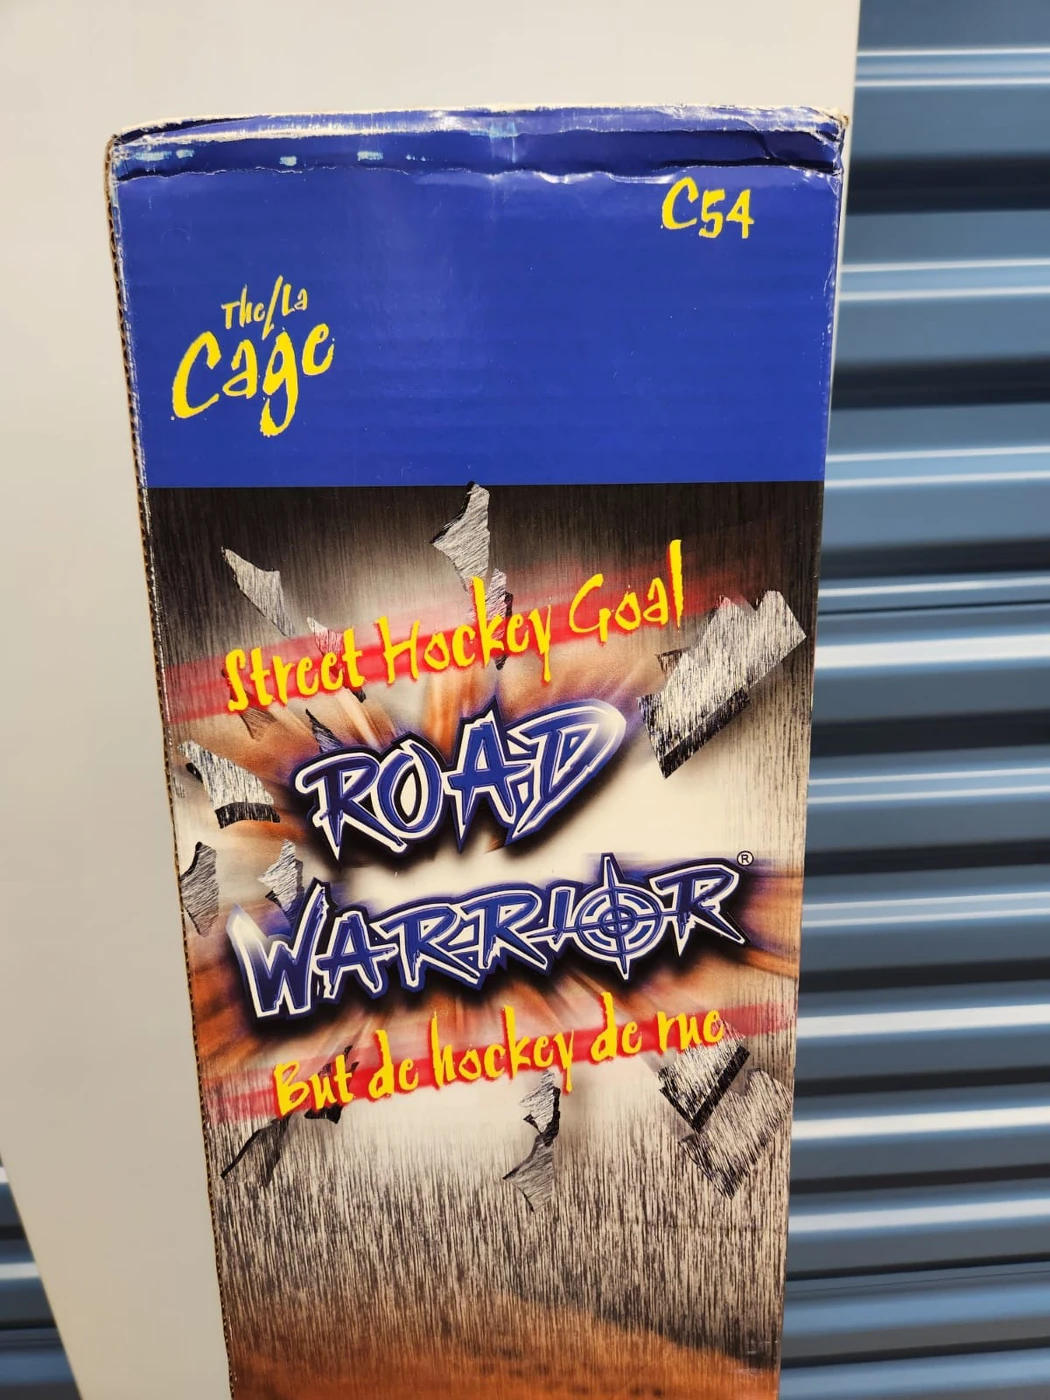 C54
The/La
Cage
Street Hockey Goal
ROAD
WARRIOR®
But de hockey de rue